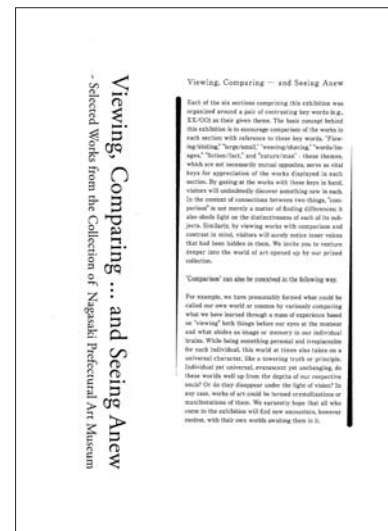 Viewing, Comparing ... and Seeing Anew
- Selected Works from the Collection of Nagasaki Prefectural Art Museum
Viewing, Comparing — and Seeing Anew
Each of the six sections comprising this exhibition was
organized around a pair of contrasting key words (e.g.,
XX/OO) as their given theme. The basic concept behind
this exhibition is to encourage comparison of the works in
each section with reference to these key words. "Flow-
ing/binding," "large/small," "weaving/shaving," "words/im-
ages," "fiction/fact," and "nature/man" - these themes,
which are not necessarily mutual opposites, serve as vital
keys for appreciation of the works displayed in each
section. By gazing at the works with these keys in hand,
visitors will undoubtedly discover something new in each.
In the context of connections between two things, "com-
parison" is not merely a matter of finding differences; it
also sheds light on the distinctiveness of each of its sub-
jects. Similarly, by viewing works with comparison and
contrast in mind, visitors will surely notice inner voices
that had been hidden in them. We invite you to venture
deeper into the world of art opened up by our prized
collection.
"Comparison" can also be conceived in the following way.
For example, we have presumably formed what could be
called our own world or cosmos by variously comparing
what we have learned through a mass of experience based
on "viewing" both things before our eyes at the moment
and what abides as image or memory in our individual
brains. While being something personal and irreplaceable
for each individual, this world at times also takes on a
universal character, like a towering truth or principle.
Individual yet universal, evanescent yet unchanging, do
these worlds well up from the depths of our respective
souls? Or do they disappear under the light of vision? In
any case, works of art could be termed crystallizations or
manifestations of them. We earnestly hope that all who
come to the exhibition will find new encounters, however
modest, with their own worlds awaiting them in it.